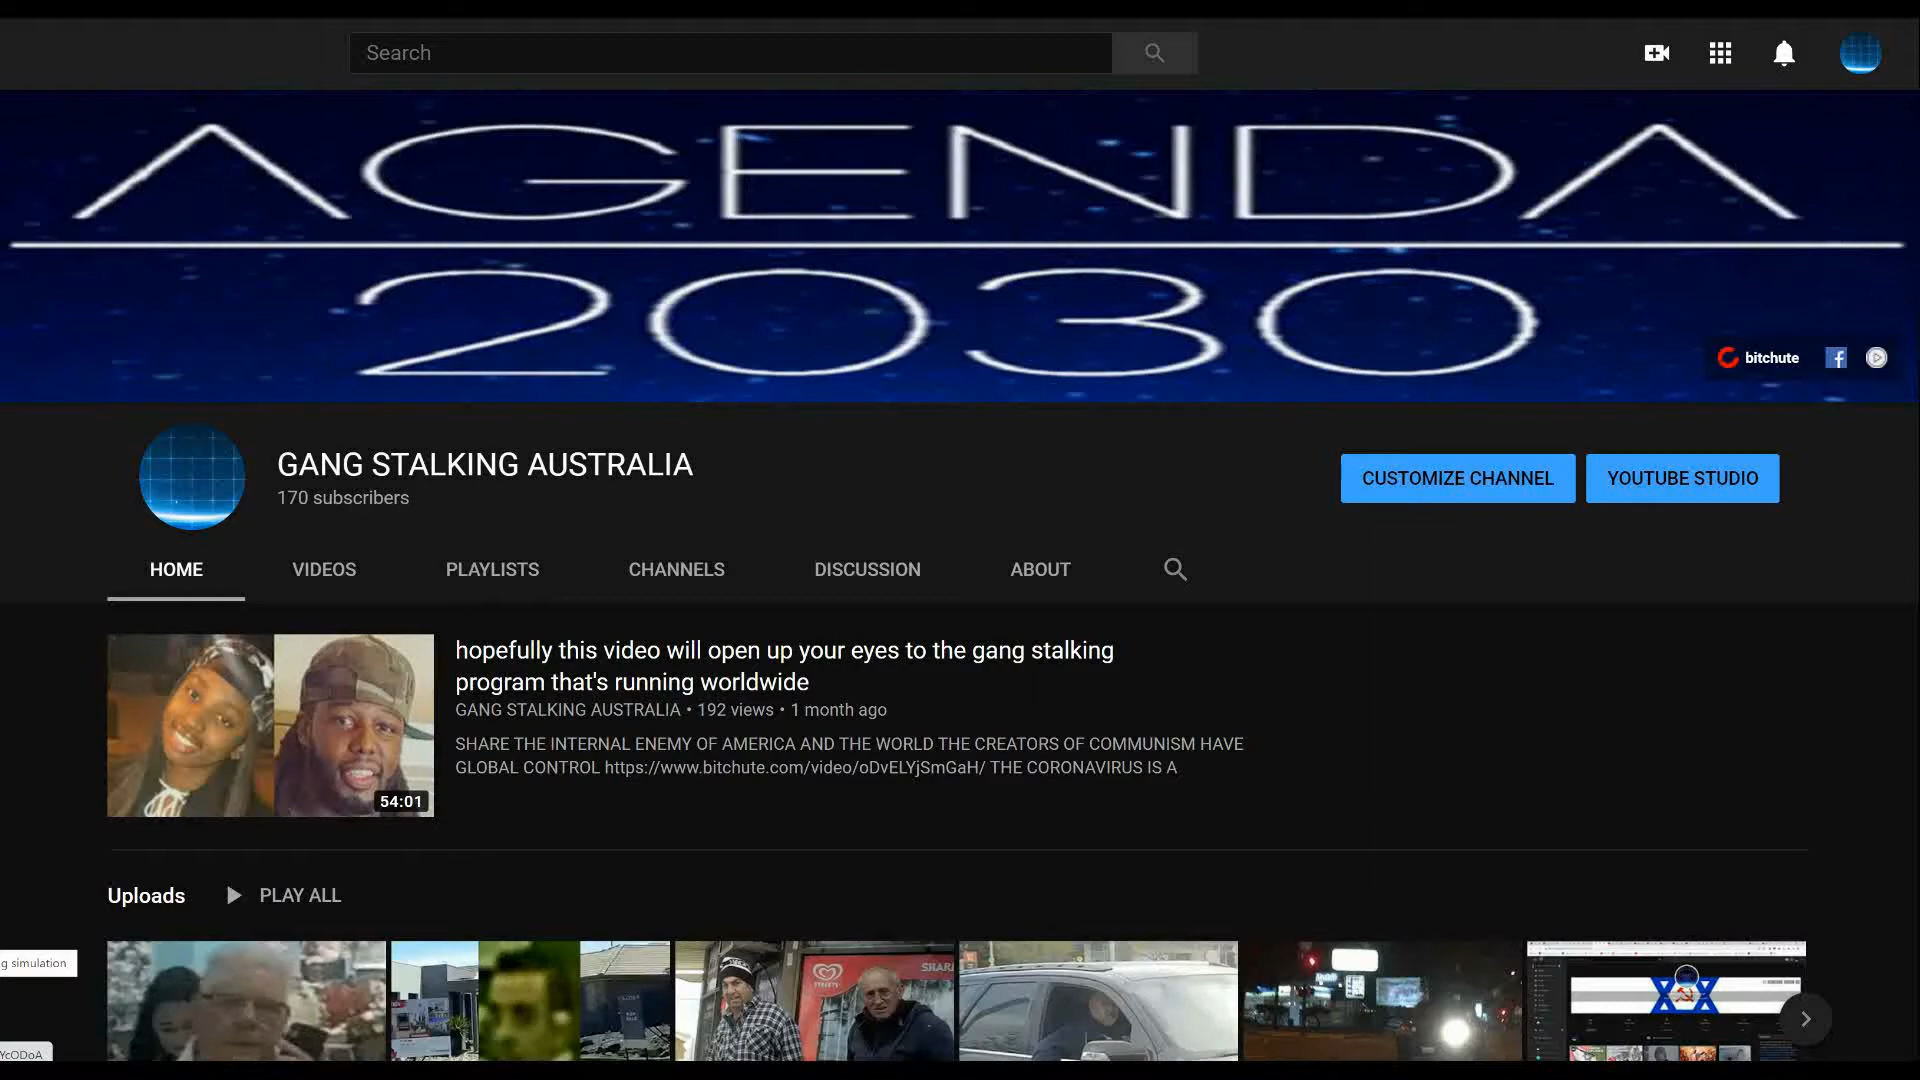 Search
AGENDA
2030
bitchute
GANG STALKING AUSTRALIA
170 subscribers
CUSTOMIZE CHANNEL
YOUTUBE STUDIO
HOME
VIDEOS
PLAYLISTS
CHANNELS
DISCUSSION
ABOUT
hopefully this video will open up your eyes to the gang stalking
program that's running worldwide
GANG STALKING AUSTRALIA • 192 views • 1 month ago
SHARE THE INTERNAL ENEMY OF AMERICA AND THE WORLD THE CREATORS OF COMMUNISM HAVE
GLOBAL CONTROL https://www.bitchute.com/video/oDvELYjSmGaH/ THE CORONAVIRUS IS A
54:01
Uploads
PLAY ALL
g simulation
YcODoA